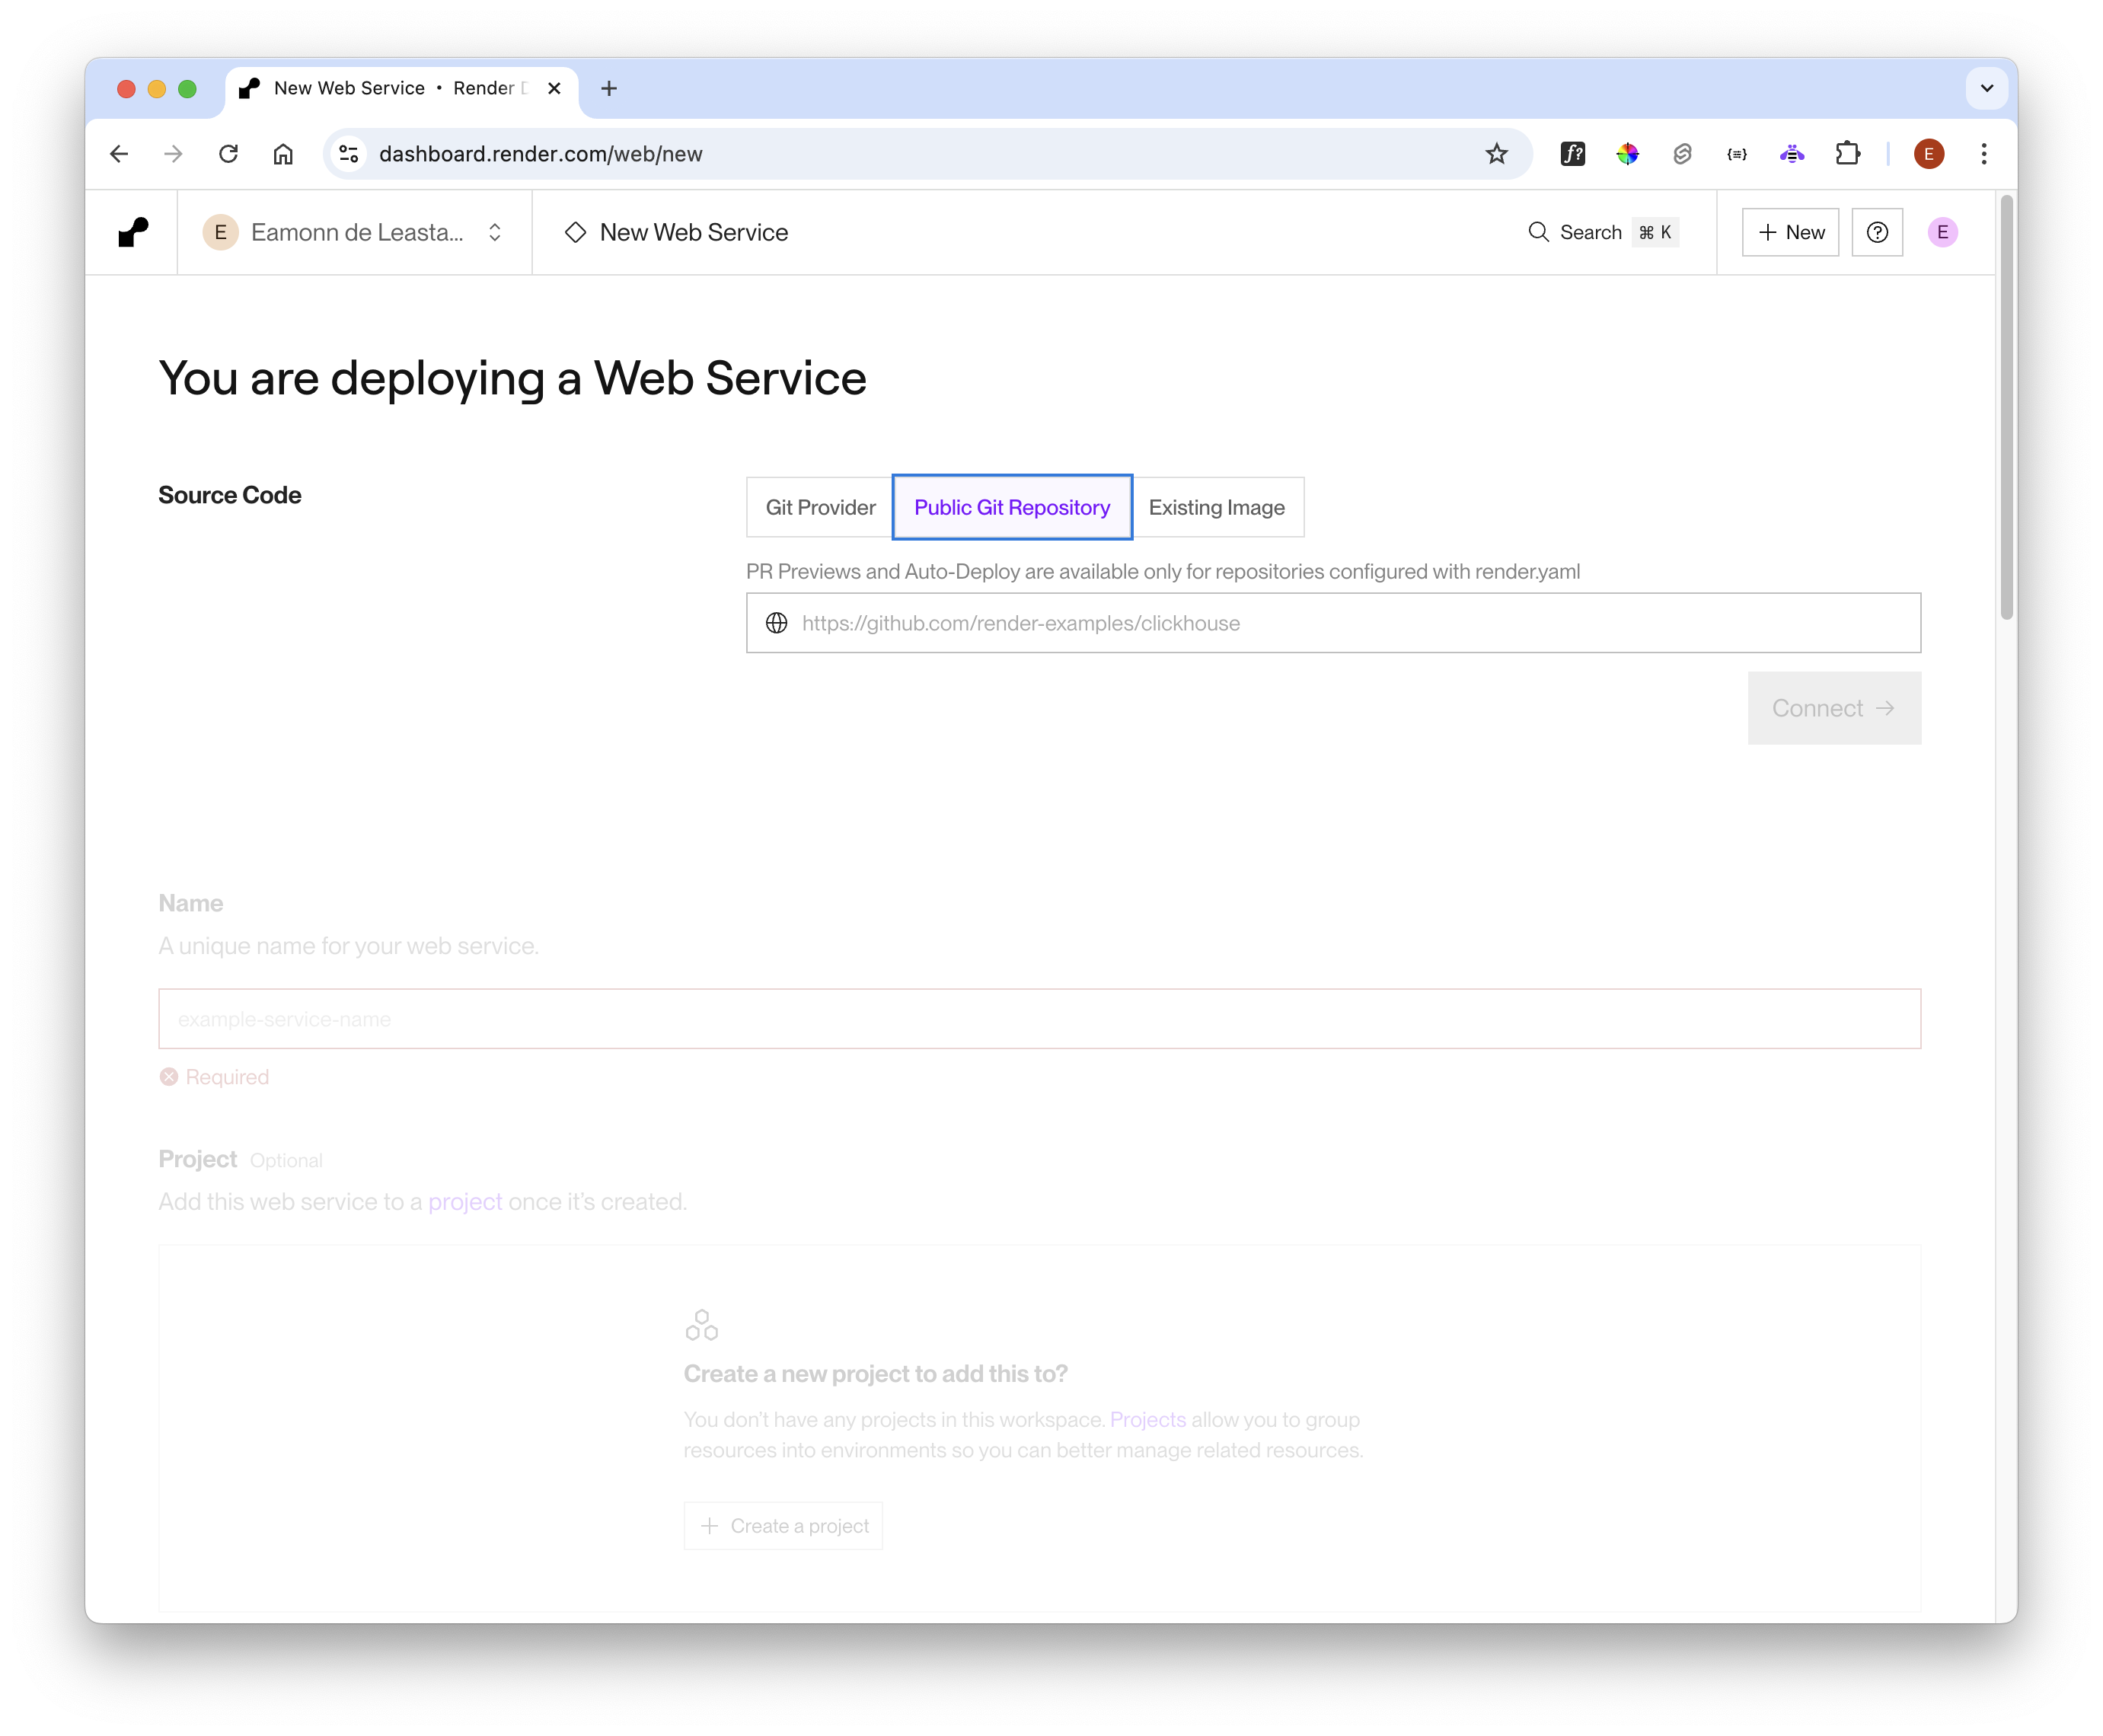 New Web Service • Render
dashboard.render.com/web/new
f?
E
E
Eamonn de Leasta...
New Web Service
Search
⌘ K
+ New
?
E
You are deploying a Web Service
Source Code
Git Provider
Public Git Repository
Existing Image
PR Previews and Auto-Deploy are available only for repositories configured with render.yaml
https://github.com/render-examples/clickhouse
Connect →
Name
A unique name for your web service.
example-service-name
Required
Project Optional
Add this web service to a project once it’s created.
Create a new project to add this to?
You don’t have any projects in this workspace. Projects allow you to group
resources into environments so you can better manage related resources.
+ Create a project